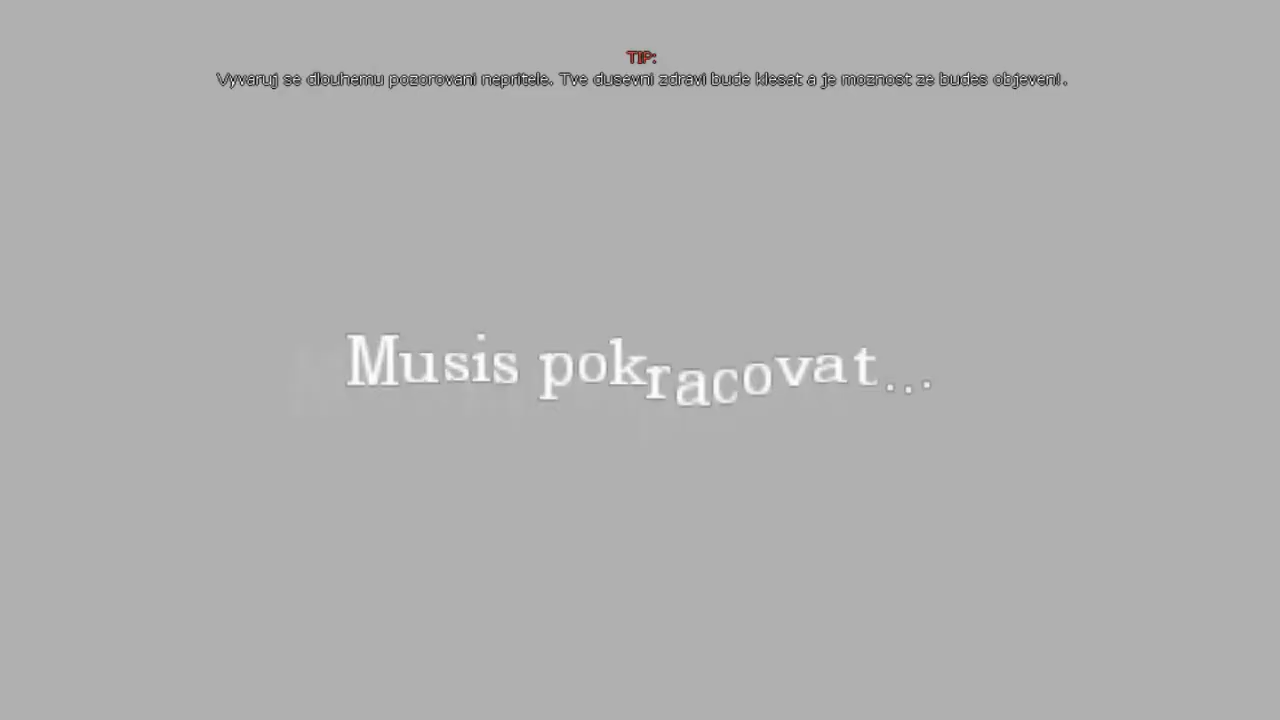 TIP:
Vyvaruj se dlouhemu pozorovani nepritele. Tve dusevni zdravi bude klesat a je moznost ze budes objeven!.
Musis pokracovat...